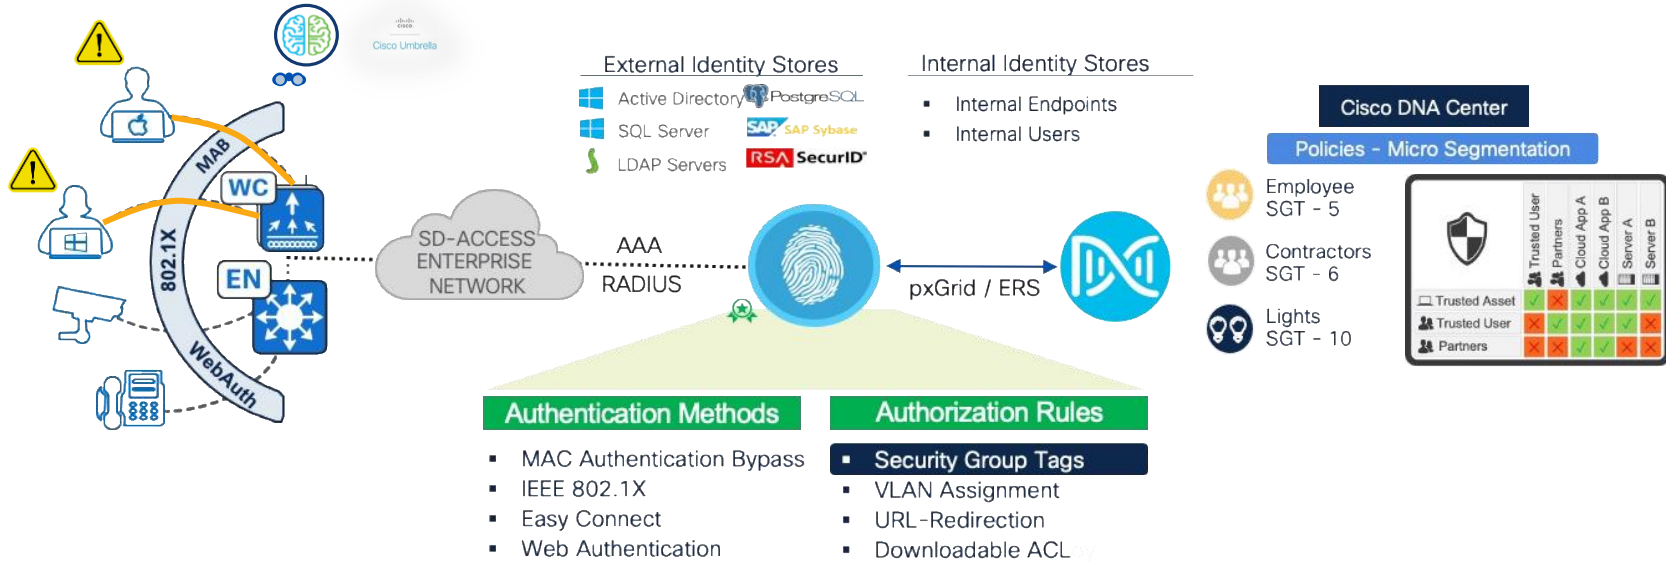 CISCO
Cisco Umbrella
MAB
802.1X
WebAuth
WC
EN
SD-ACCESS
ENTERPRISE
NETWORK
AAA
RADIUS
External Identity Stores
Active Directory
PostgreSQL
SQL Server
SAP SAP Sybase
LDAP Servers
RSA SecurID
Internal Identity Stores
Internal Endpoints
Internal Users
pxGrid / ERS
Authentication Methods
MAC Authentication Bypass
IEEE 802.1X
Easy Connect
Web Authentication
Authorization Rules
Security Group Tags
VLAN Assignment
URL-Redirection
Downloadable ACL
Cisco DNA Center
Policies - Micro Segmentation
Employee
SGT - 5
Contractors
SGT - 6
Lights
SGT - 10
Trusted User
Partners
Cloud App A
Cloud App B
Server A
Server B
Trusted Asset
Trusted User
Partners